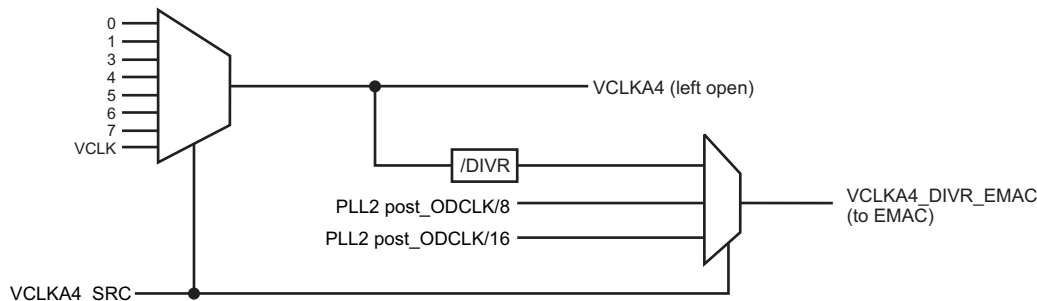 0
1
3
4
5
6
7
VCLK
VCLKA4 (left open)
/DIVR
PLL2 post_ODCLK/8
PLL2 post_ODCLK/16
VCLKA4_DIVR_EMAC
(to EMAC)
VCLKA4_SRC